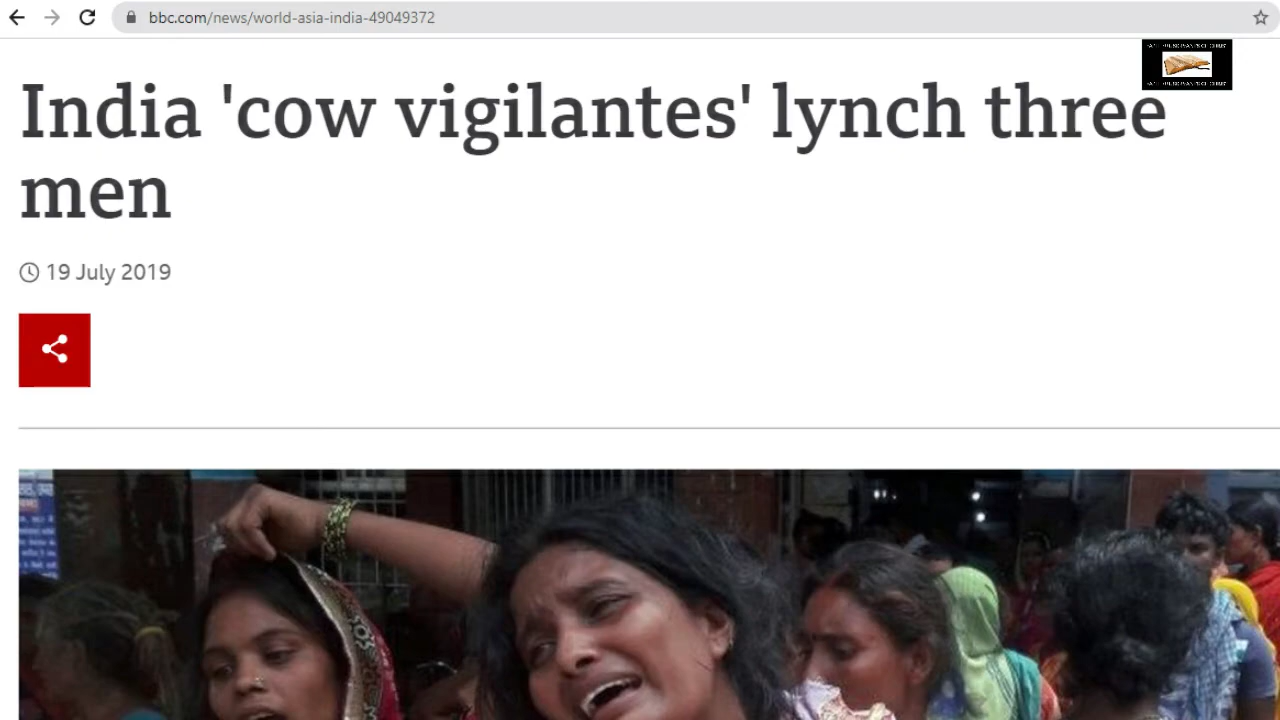 bbc.com/news/world-asia-india-49049372
India 'cow vigilantes' lynch three
men
19 July 2019